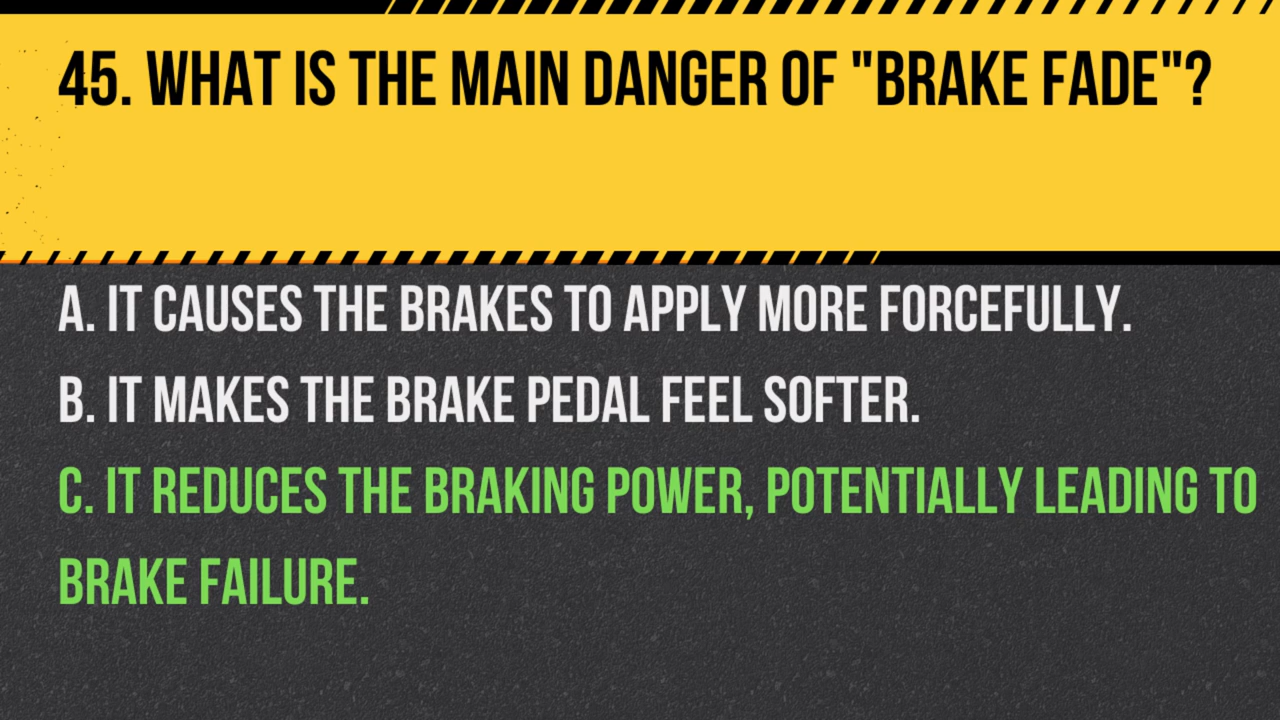 45. WHAT IS THE MAIN DANGER OF "BRAKE FADE"?
A. IT CAUSES THE BRAKES TO APPLY MORE FORCEFULLY.
B. IT MAKES THE BRAKE PEDAL FEEL SOFTER.
C. IT REDUCES THE BRAKING POWER, POTENTIALLY LEADING TO
BRAKE FAILURE.